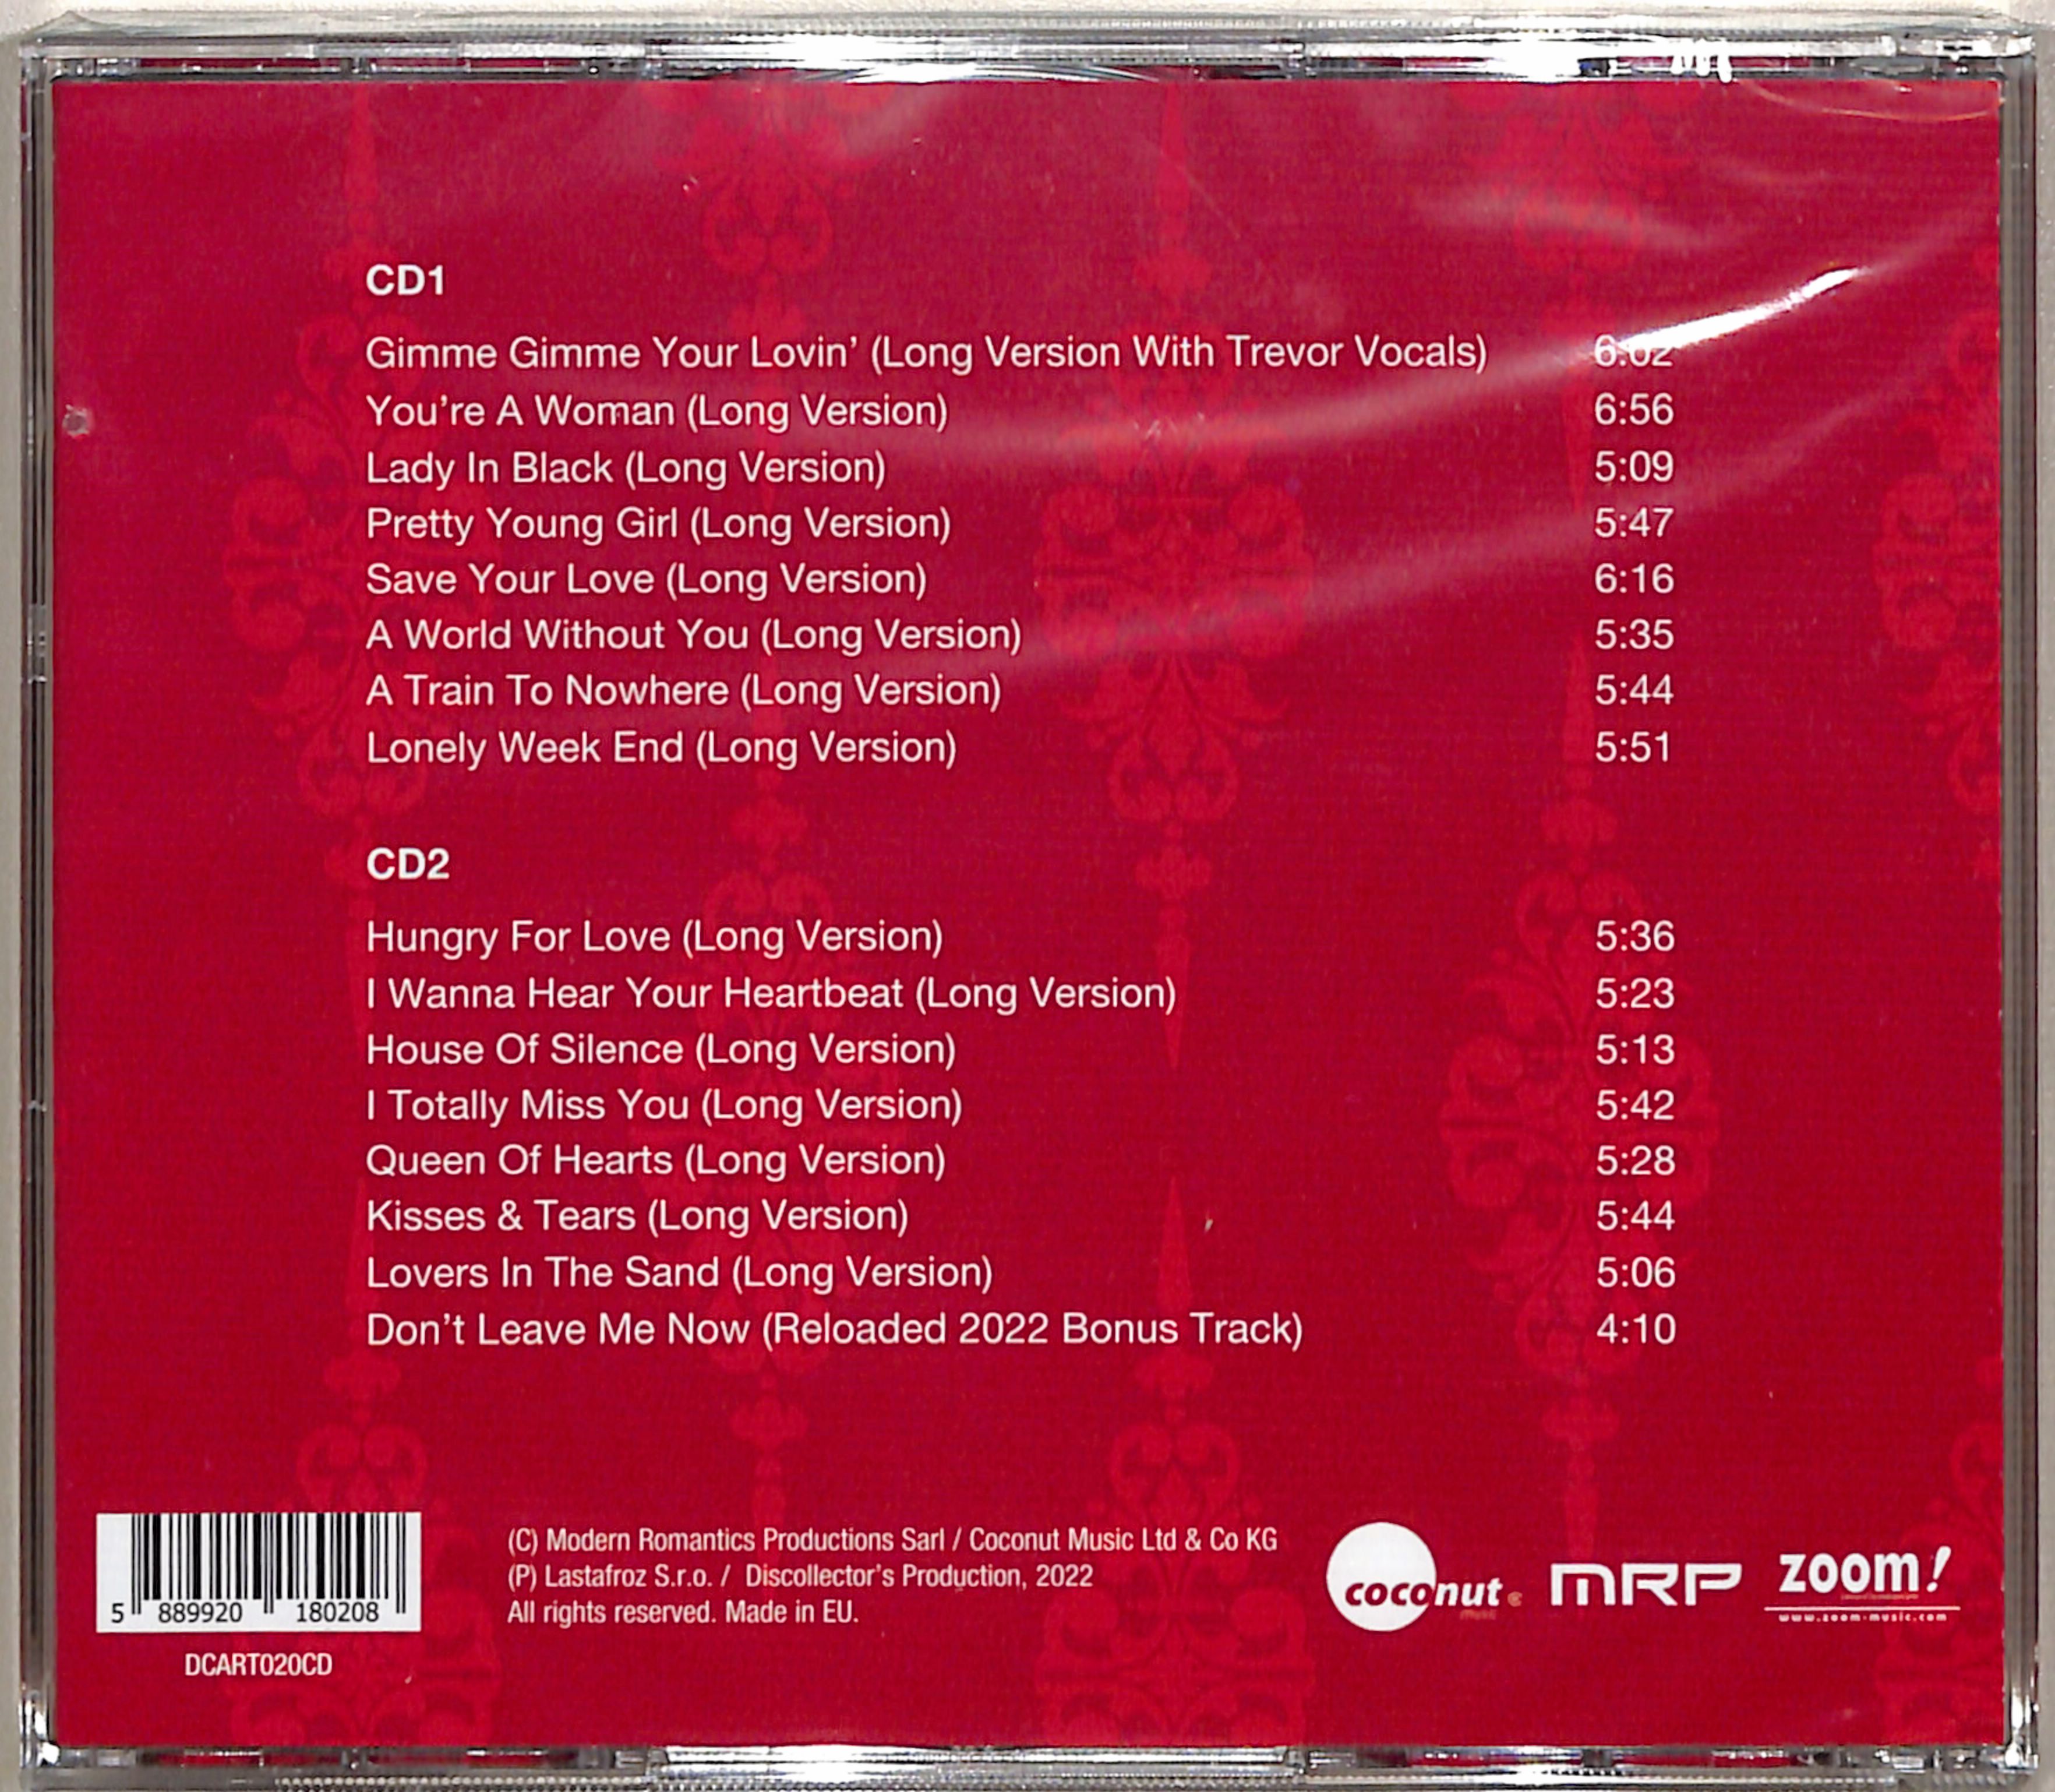 CD1
Gimme Gimme Your Lovin’ (Long Version With Trevor Vocals) 6:02
You’re A Woman (Long Version) 6:56
Lady In Black (Long Version) 5:09
Pretty Young Girl (Long Version) 5:47
Save Your Love (Long Version) 6:16
A World Without You (Long Version) 5:35
A Train To Nowhere (Long Version) 5:44
Lonely Week End (Long Version) 5:51
CD2
Hungry For Love (Long Version) 5:36
I Wanna Hear Your Heartbeat (Long Version) 5:23
House Of Silence (Long Version) 5:13
I Totally Miss You (Long Version) 5:42
Queen Of Hearts (Long Version) 5:28
Kisses & Tears (Long Version) 5:44
Lovers In The Sand (Long Version) 5:06
Don’t Leave Me Now (Reloaded 2022 Bonus Track) 4:10
5 889920 180208
DCART020CD
(C) Modern Romantics Productions Sarl / Coconut Music Ltd & Co KG
(P) Lastafroz S.r.o. / Discollector’s Production, 2022
All rights reserved. Made in EU.
coconut
music
MRP
zoom!
www.zoom-music.com